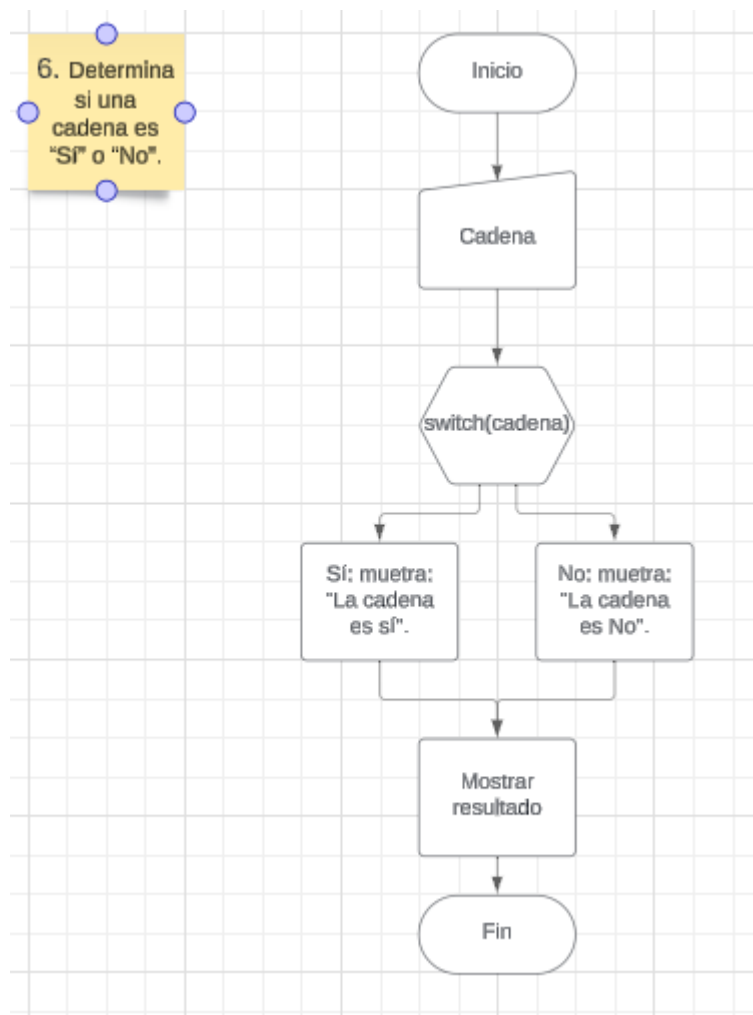 6. Determina
si una
cadena es
“Sí” o “No”.
Inicio
Cadena
switch(cadena)
Sí: muetra:
"La cadena
es sí".
No: muetra:
"La cadena
es No".
Mostrar
resultado
Fin